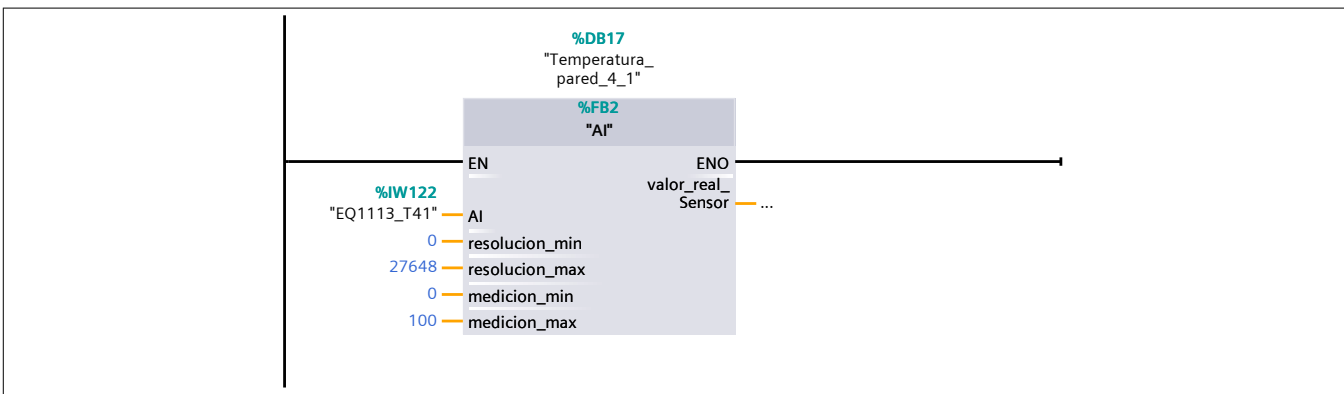 %DB17
"Temperatura_
pared_4_1"
%FB2
"AI"
EN
ENO
valor_real_
Sensor
...
%IW122
"EQ1113_T41"
AI
0
resolucion_min
27648
resolucion_max
0
medicion_min
100
medicion_max